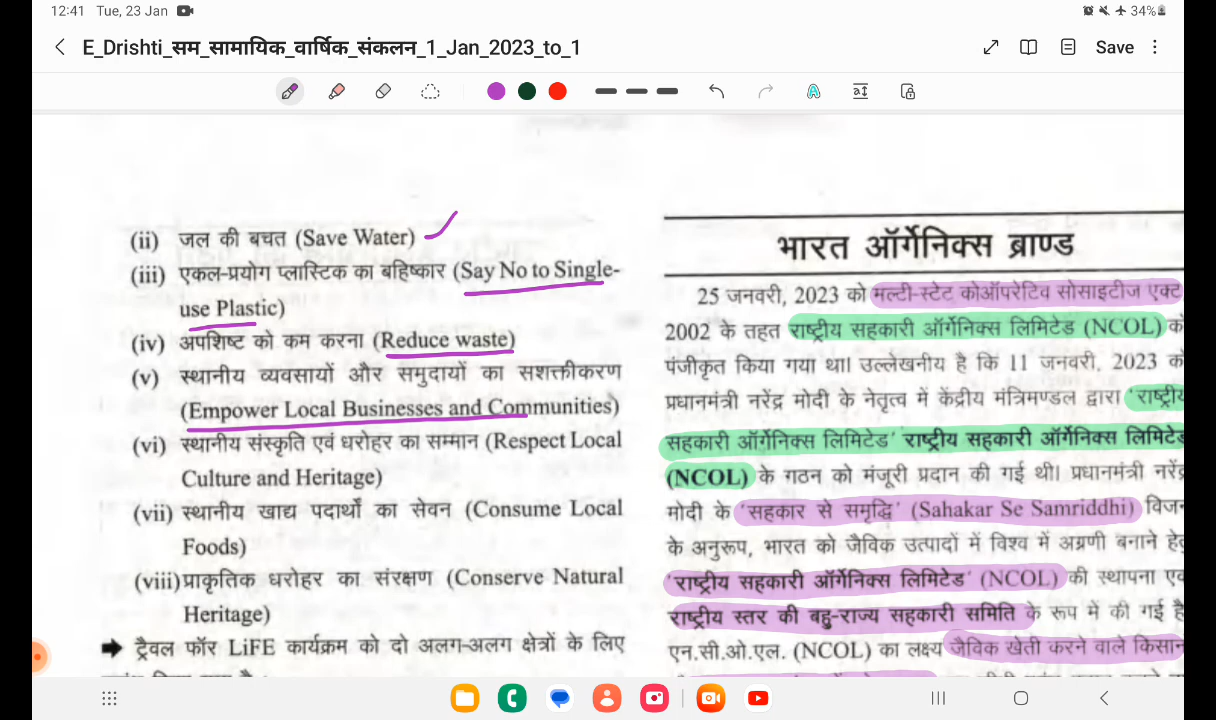 12:41 Tue, 23 Jan
34%
E_Drishti_सम_सामायिक_वार्षिक_संकलन_1_Jan_2023_to_1
Save
(ii) जल की बचत (Save Water)
(iii) एकल-प्रयोग प्लास्टिक का बहिष्कार (Say No to Single-
use Plastic)
(iv) अपशिष्ट को कम करना (Reduce waste)
(v) स्थानीय व्यवसायों और समुदायों का सशक्तीकरण
(Empower Local Businesses and Communities)
(vi) स्थानीय संस्कृति एवं धरोहर का सम्मान (Respect Local
Culture and Heritage)
(vii) स्थानीय खाद्य पदार्थों का सेवन (Consume Local
Foods)
(viii) प्राकृतिक धरोहर का संरक्षण (Conserve Natural
Heritage)
ट्रैवल फॉर LiFE कार्यक्रम को दो अलग-अलग क्षेत्रों के लिए
भारत ऑर्गेनिक्स ब्राण्ड
25 जनवरी, 2023 को मल्टी-स्टेट कोऑपरेटिव सोसाइटीज एक्ट
2002 के तहत राष्ट्रीय सहकारी ऑर्गेनिक्स लिमिटेड (NCOL) को
पंजीकृत किया गया था। उल्लेखनीय है कि 11 जनवरी, 2023 को
प्रधानमंत्री नरेंद्र मोदी के नेतृत्व में केंद्रीय मंत्रिमण्डल द्वारा 'राष्ट्रीय
सहकारी ऑर्गेनिक्स लिमिटेड' राष्ट्रीय सहकारी ऑर्गेनिक्स लिमिटेड
(NCOL) के गठन को मंजूरी प्रदान की गई थी। प्रधानमंत्री नरेंद्र
मोदी के 'सहकार से समृद्धि' (Sahakar Se Samriddhi) विजन
के अनुरूप, भारत को जैविक उत्पादों में विश्व में अग्रणी बनाने हेतु
'राष्ट्रीय सहकारी ऑर्गेनिक्स लिमिटेड' (NCOL) की स्थापना एक
राष्ट्रीय स्तर की बहु-राज्य सहकारी समिति के रूप में की गई है
एन.सी.ओ.एल. (NCOL) का लक्ष्य जैविक खेती करने वाले किसान